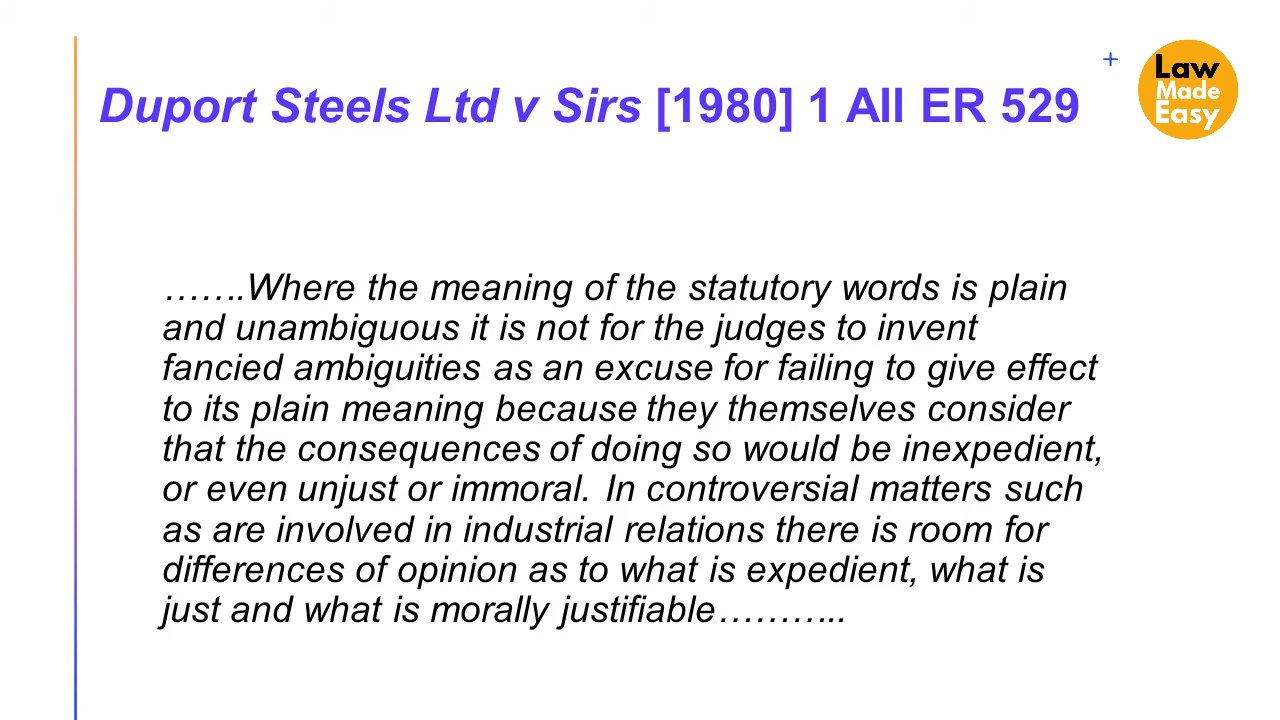 +
Law
Made
Easy
Duport Steels Ltd v Sirs [1980] 1 All ER 529
…….Where the meaning of the statutory words is plain
and unambiguous it is not for the judges to invent
fancied ambiguities as an excuse for failing to give effect
to its plain meaning because they themselves consider
that the consequences of doing so would be inexpedient,
or even unjust or immoral. In controversial matters such
as are involved in industrial relations there is room for
differences of opinion as to what is expedient, what is
just and what is morally justifiable………..